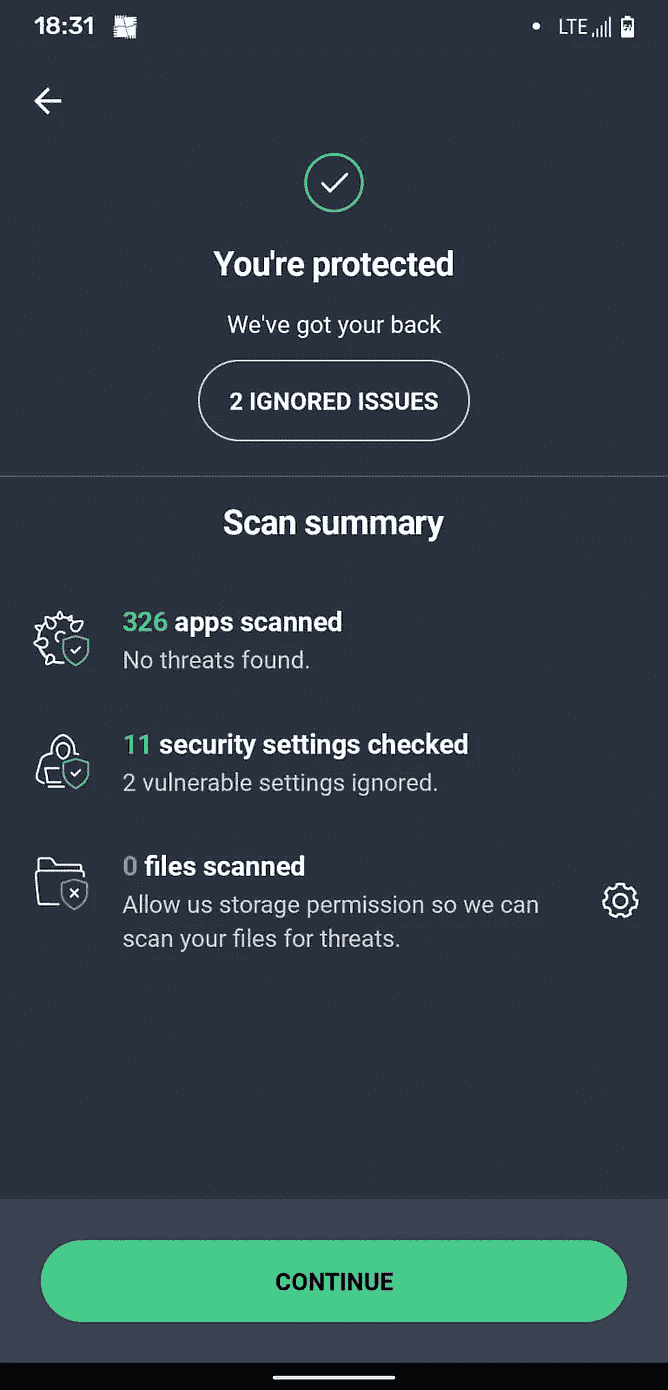 18:31
LTE
You're protected
We've got your back
2 IGNORED ISSUES
Scan summary
326 apps scanned
No threats found.
11 security settings checked
2 vulnerable settings ignored.
0 files scanned
Allow us storage permission so we can
scan your files for threats.
CONTINUE